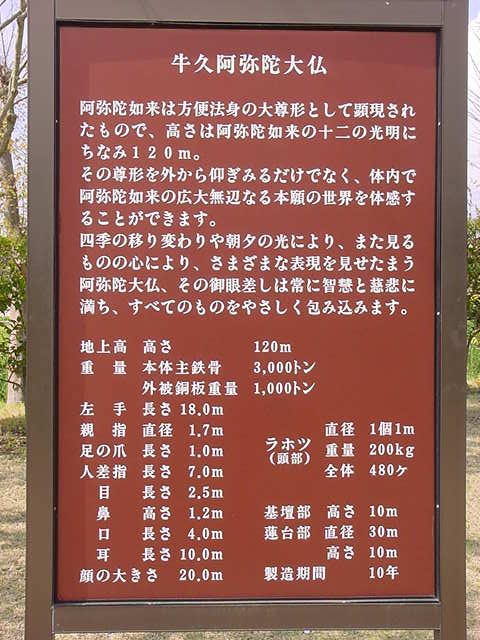 牛久阿弥陀大仏
阿弥陀如来は方便法身の大尊形として顕現され
たもので、高さは阿弥陀如来の十二の光明に
ちなみ120m。
その尊形を外から仰ぎみるだけでなく、体内で
阿弥陀如来の広大無辺なる本願の世界を体感す
ることができます。
四季の移り変わりや朝夕の光により、また見る
ものの心により、さまざまな表現を見せたまう
阿弥陀大仏、その御眼差しは常に智慧と慈悲に
満ち、すべてのものをやさしく包み込みます。
地上高 高さ 120m
重量 本体主鉄骨 3,000トン
外被銅板重量 1,000トン
左手 長さ 18.0m
親指 直径 1.7m
足の爪 長さ 1.0m
人差指 長さ 7.0m
目 長さ 2.5m
鼻 高さ 1.2m
口 長さ 4.0m
耳 長さ 10.0m
顔の大きさ 20.0m
ラホツ(頭部) 直径 1個1m
重量 200kg
全体 480ケ
基壇部 高さ 10m
蓮台部 直径 30m
高さ 10m
製造期間 10年